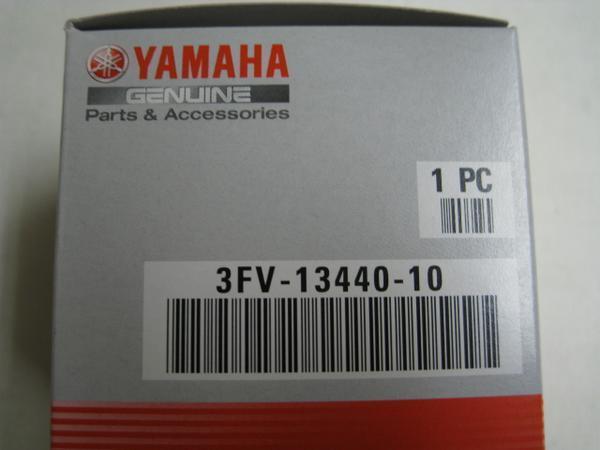 YAMAHA
GENUINE
Parts & Accessories
1 PC
3FV-13440-10